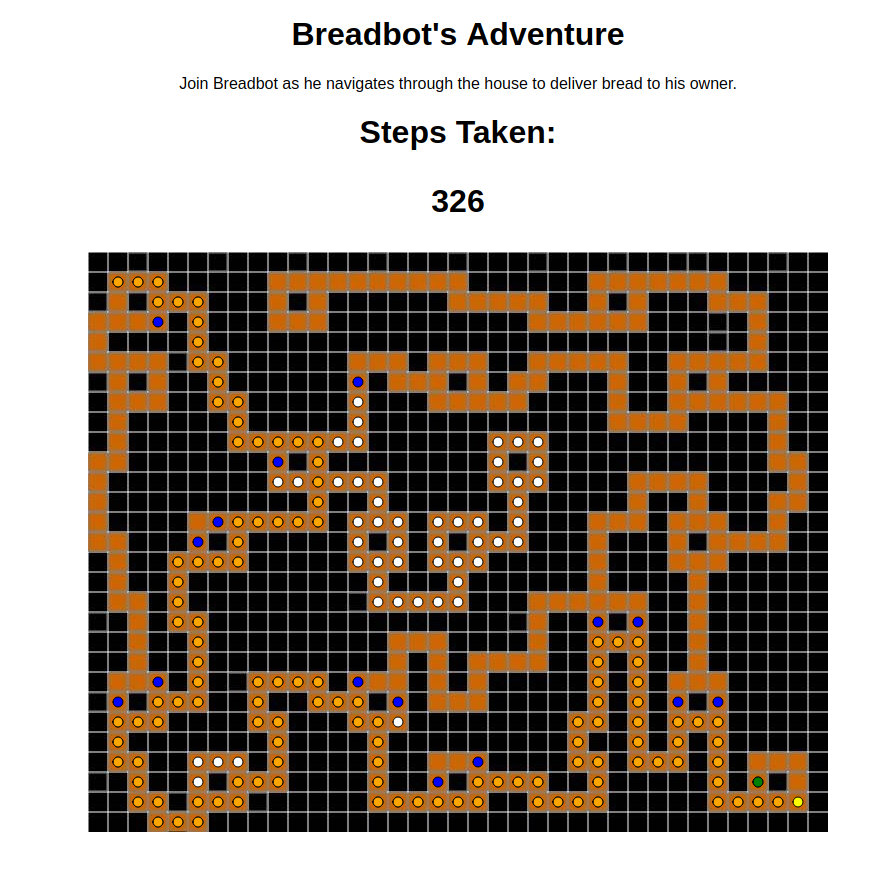 Breadbot's Adventure
Join Breadbot as he navigates through the house to deliver bread to his owner.
Steps Taken:
326